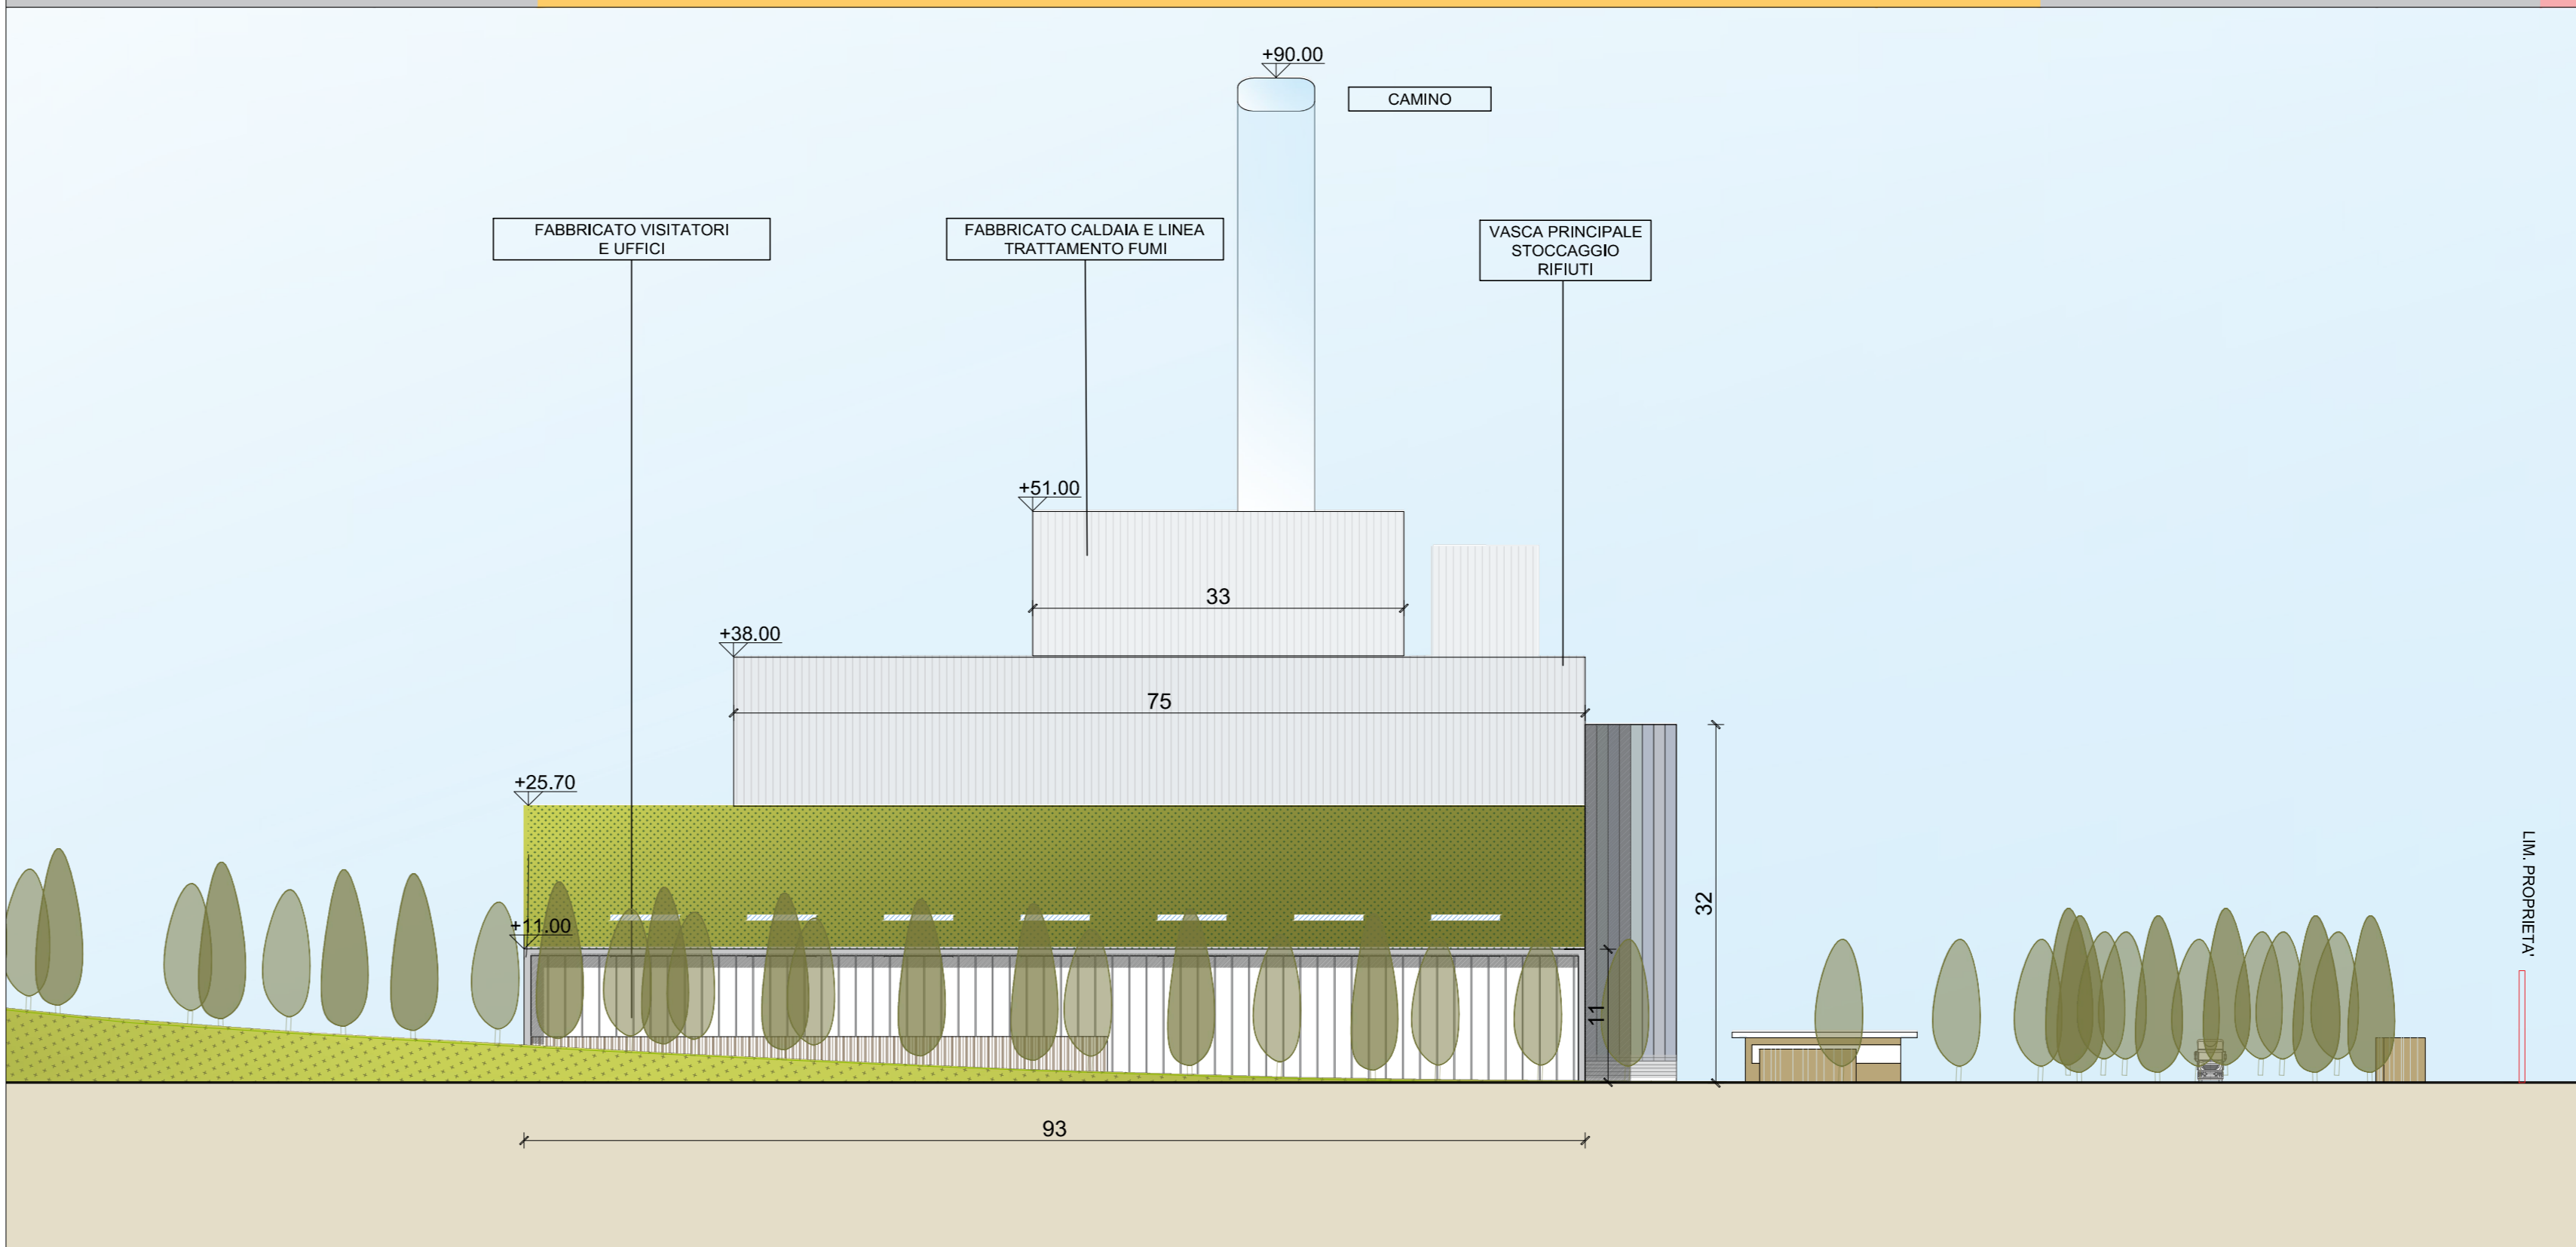 +90.00
CAMINO
FABBRICATO VISITATORI
E UFFICI
FABBRICATO CALDAIA E LINEA
TRATTAMENTO FUMI
VASCA PRINCIPALE
STOCCAGGIO
RIFIUTI
+51.00
33
+38.00
75
+25.70
+11.00
32
11
LIM. PROPRIETA'
93